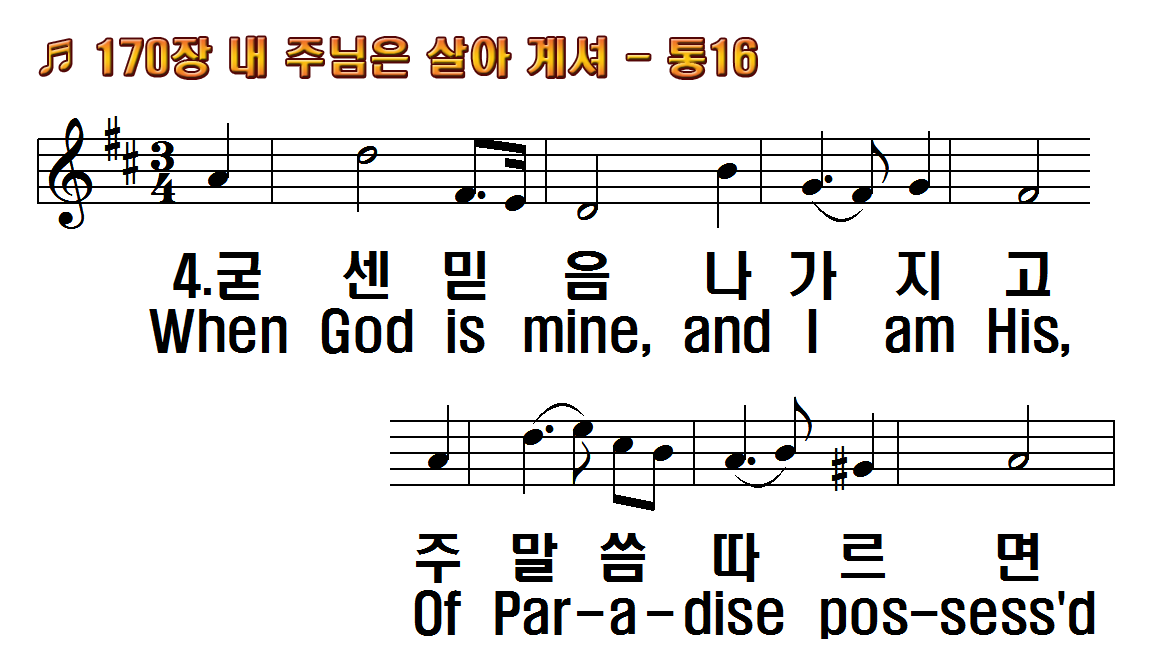 ♬ 170장 내 주님은 살아 계셔 - 통16
3
4
4.굳 센 믿 음 나 가 지 고
When God is mine, and I am His,
주 말 씀 따 르 면
Of Par-a-dise pos-sess'd